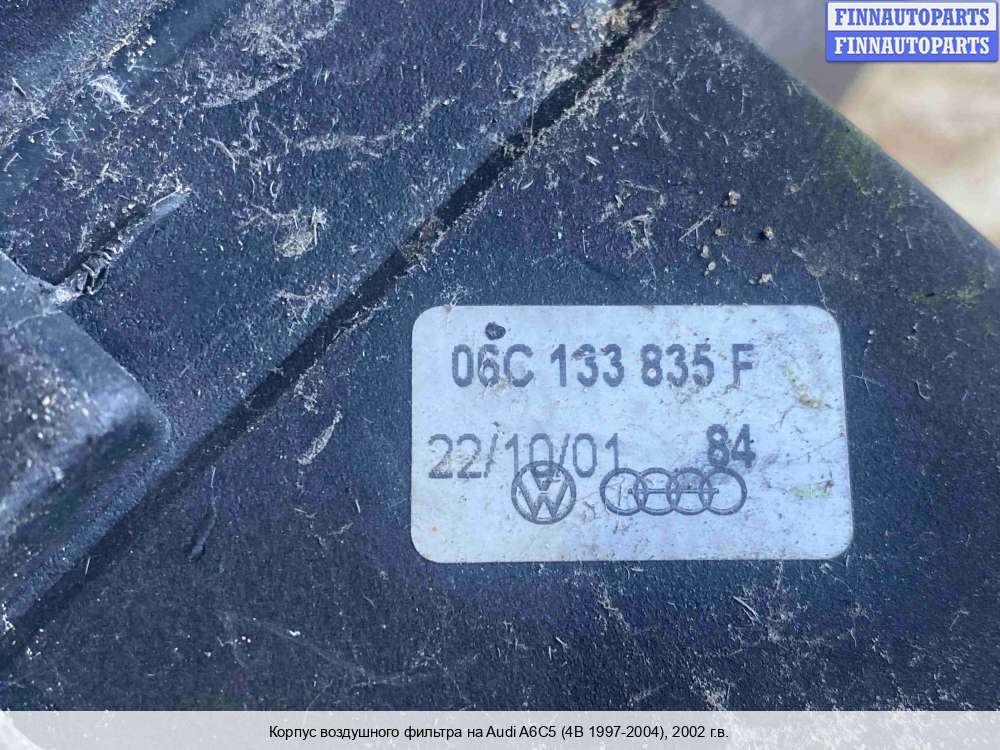 FINNAUTOPARTS
FINNAUTOPARTS
06C 133 835 F
22/10/01 84
Корпус воздушного фильтра на Audi A6C5 (4B 1997-2004), 2002 г.в.